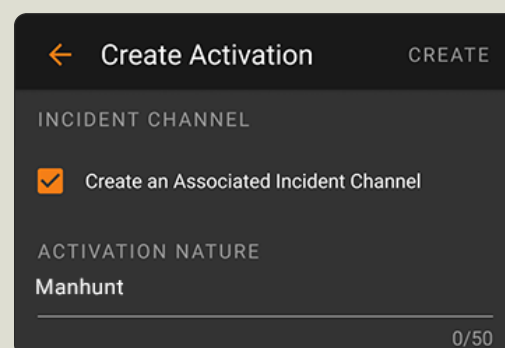 Create Activation CREATE
INCIDENT CHANNEL
Create an Associated Incident Channel
ACTIVATION NATURE
Manhunt
0/50